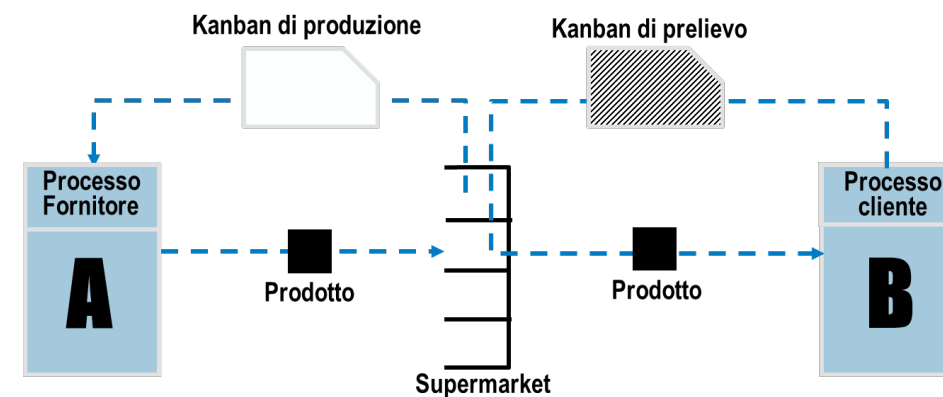 Kanban di produzione
Kanban di prelievo
Processo
Fornitore
A
Processo
cliente
B
Prodotto
Prodotto
Supermarket